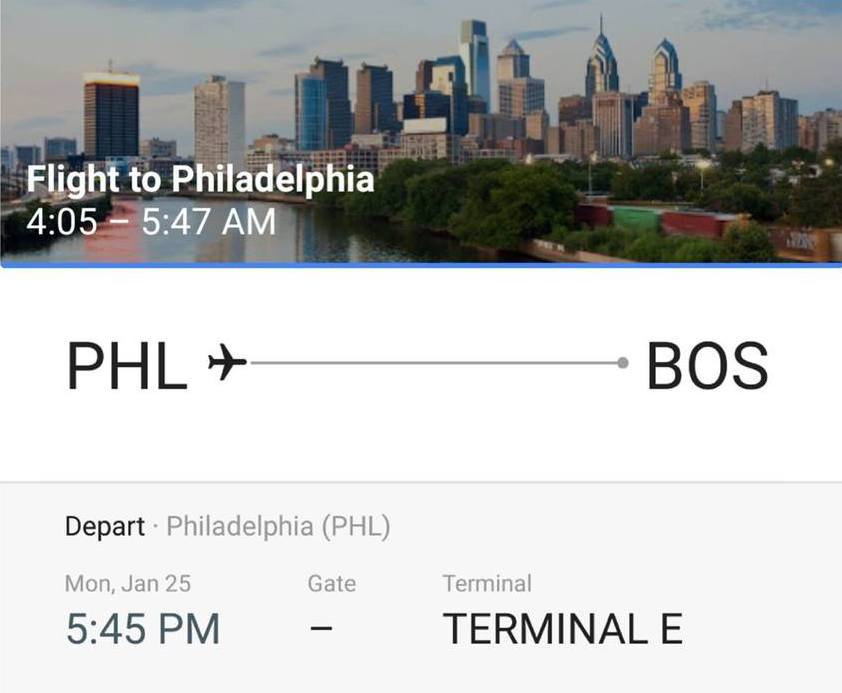 Flight to Philadelphia
4:05 – 5:47 AM
PHL BOS
Depart · Philadelphia (PHL)
Mon, Jan 25 Gate Terminal
5:45 PM – TERMINAL E